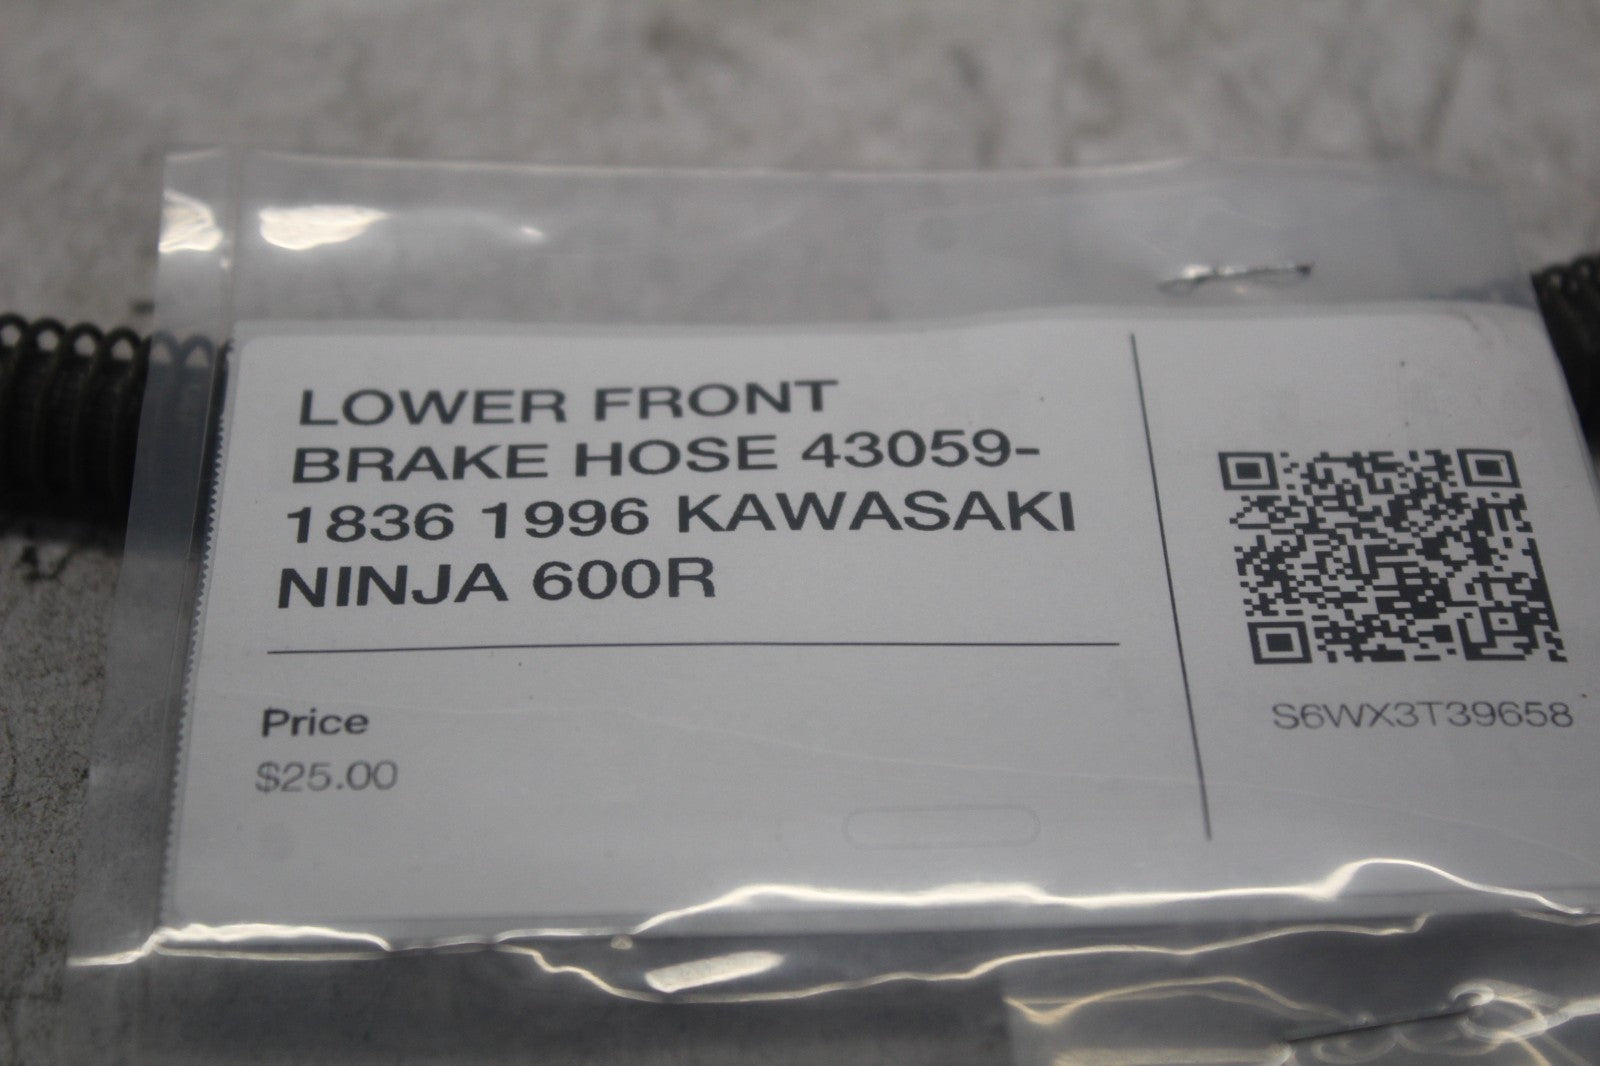 LOWER FRONT
BRAKE HOSE 43059-
1836 1996 KAWASAKI
NINJA 600R
Price
$25.00
S6WX3T39658